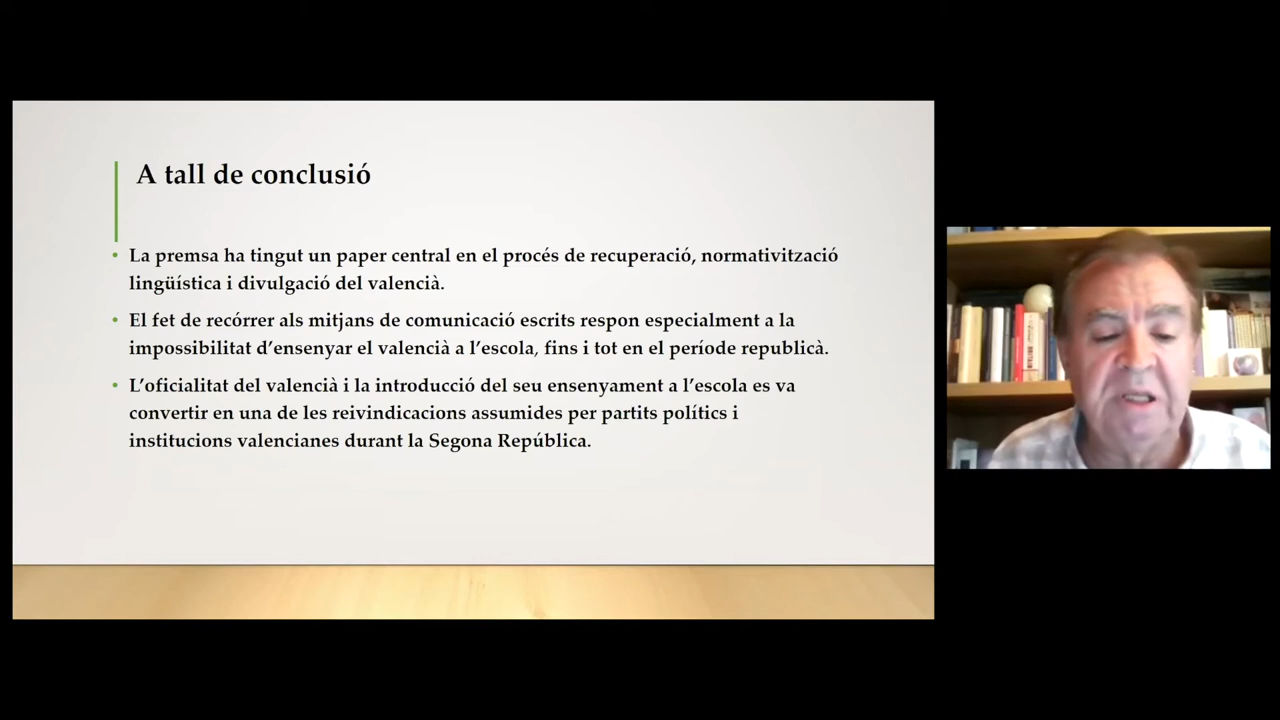 A tall de conclusió
• La premsa ha tingut un paper central en el procés de recuperació, normativització
lingüística i divulgació del valencià.
• El fet de recórrer als mitjans de comunicació escrits respon especialment a la
impossibilitat d’ensenyar el valencià a l’escola, fins i tot en el període republicà.
• L’oficialitat del valencià i la introducció del seu ensenyament a l’escola es va
convertir en una de les reivindicacions assumides per partits polítics i
institucions valencianes durant la Segona República.